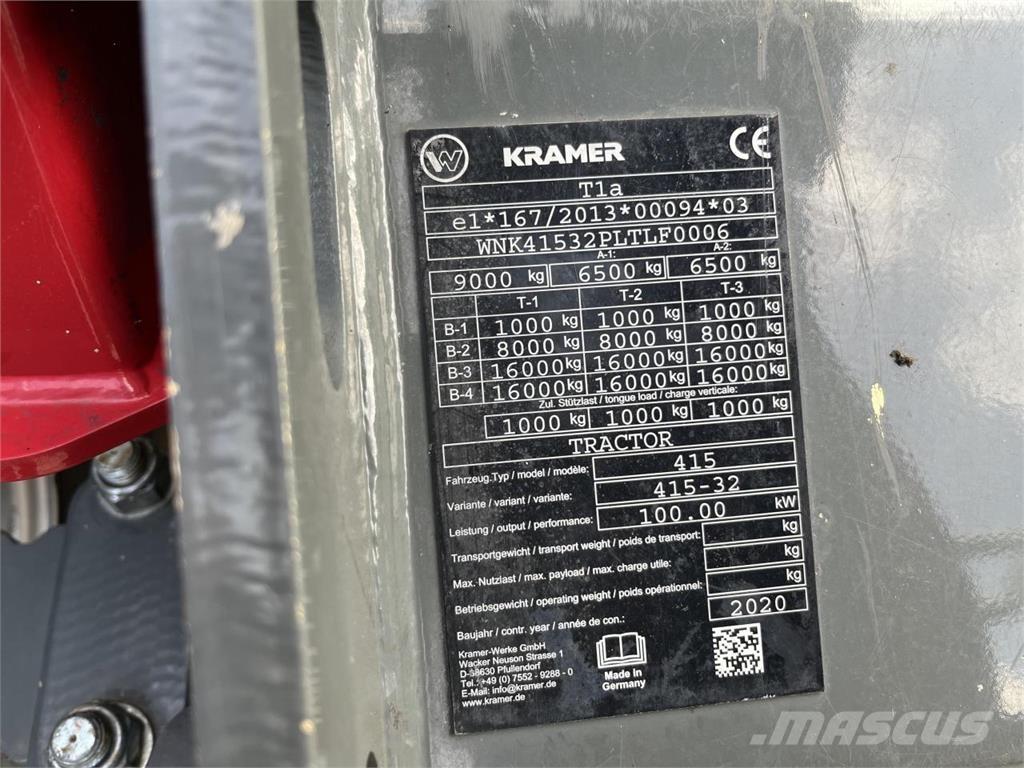 W KRAMER CE
T1a
e1*167/2013*00094*03
WNK41532PLTLF0006
A-1: A-2:
9000 kg 6500 kg 6500 kg
T-1 T-2 T-3
B-1 1000 kg 1000 kg 1000 kg
B-2 8000 kg 8000 kg 8000 kg
B-3 16000 kg 16000 kg 16000 kg
B-4 16000 kg 16000 kg 16000 kg
Zul. Stützlast / tongue load / charge verticale:
1000 kg 1000 kg 1000 kg
TRACTOR
Fahrzeug.Typ / model / modèle: 415
Variante / variant / variante: 415-32
Leistung / output / performance: 100.00 kW
Transportgewicht / transport weight / poids de transport: kg
Max. Nutzlast / max. payload / max. charge utile: kg
Betriebsgewicht / operating weight / poids opérationnel: kg
Baujahr / contr. year / année de con.: 2020
Kramer-Werke GmbH
Wacker Neuson Strasse 1
D-88630 Pfullendorf
Tel.: +49 (0) 7552 - 9288 - 0
E-Mail: info@kramer.de
www.kramer.de
Made in
Germany
MASCUS